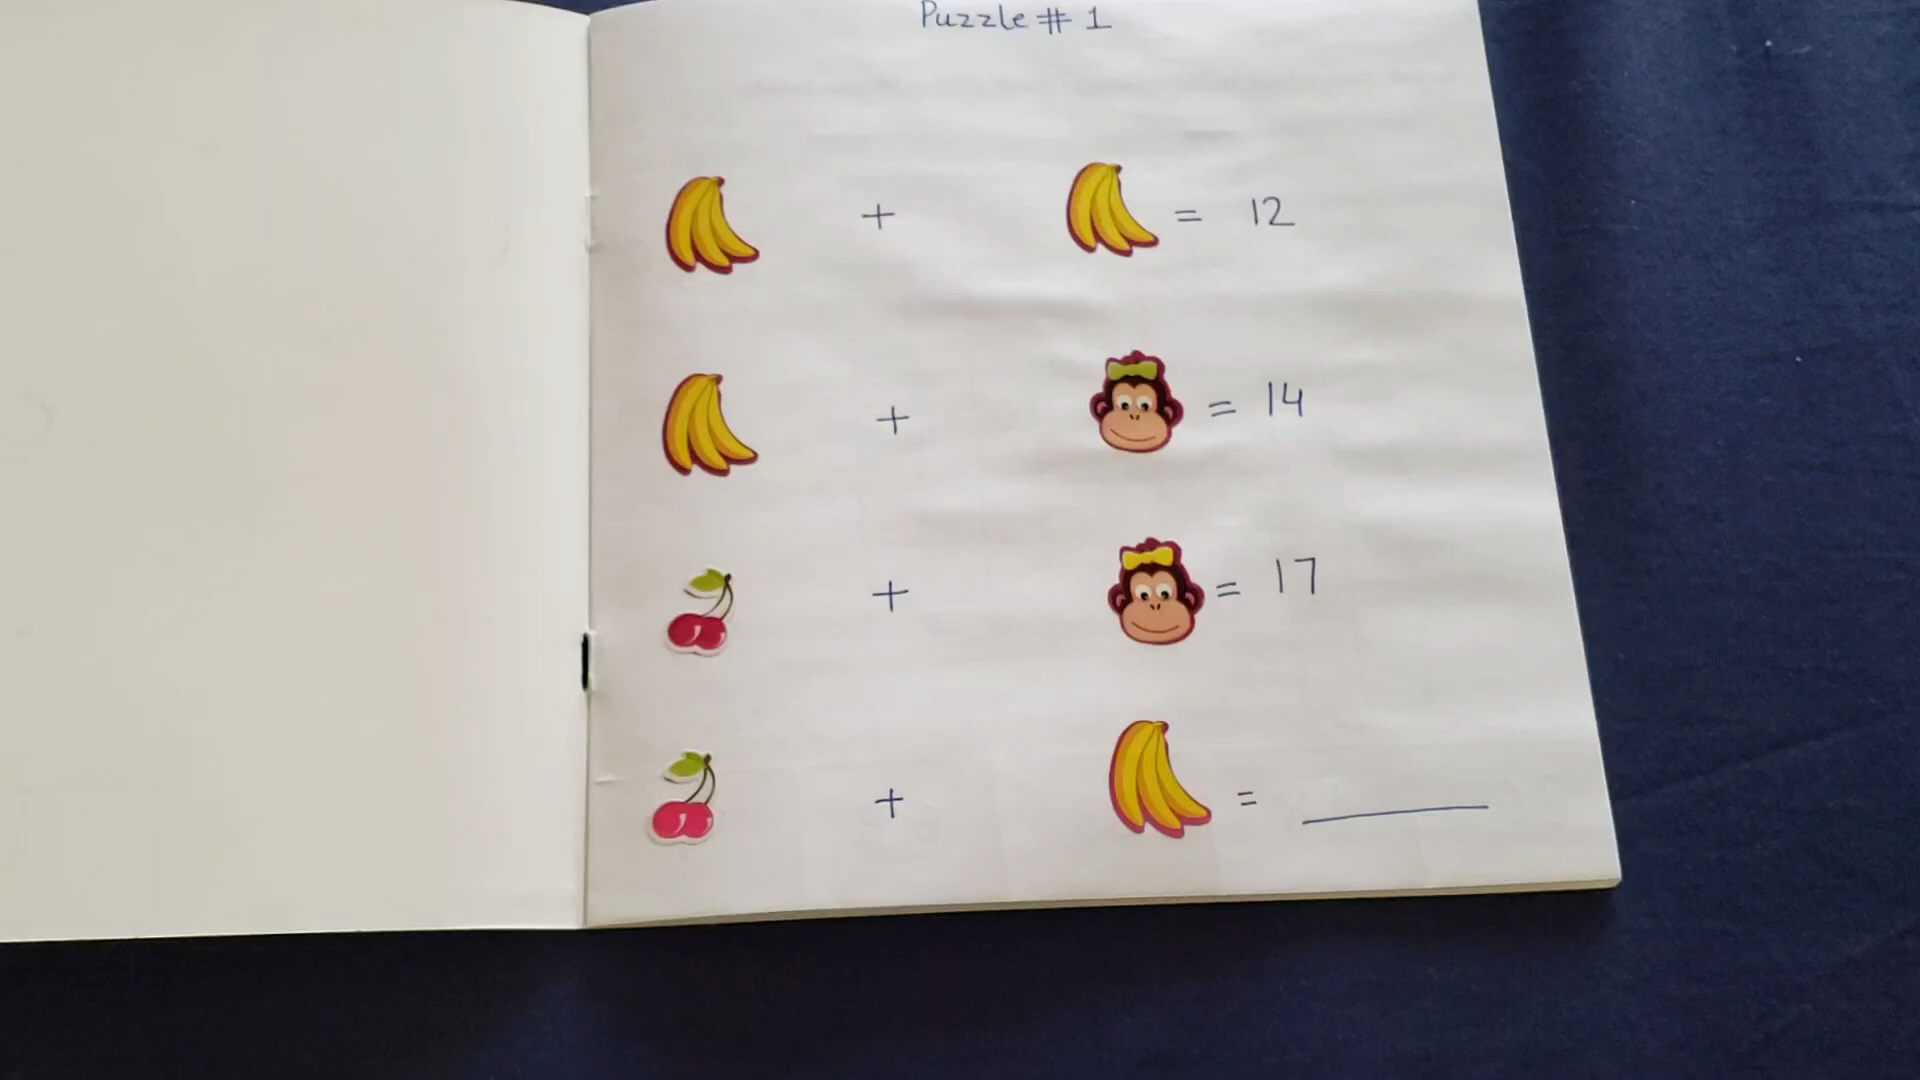 Puzzle # 1
+ = 12
+ = 14
+ = 17
+ =